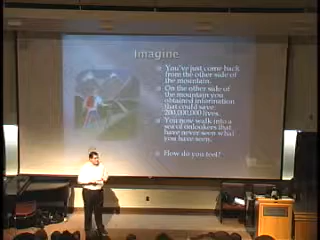 Imagine
You've just come back
from the other side of
the mountain.
On the other side of
the mountain you
obtained information
that could save
200,000,000 lives.
You now walk into a
sea of onlookers that
have never seen what
you have seen.
How do you feel?